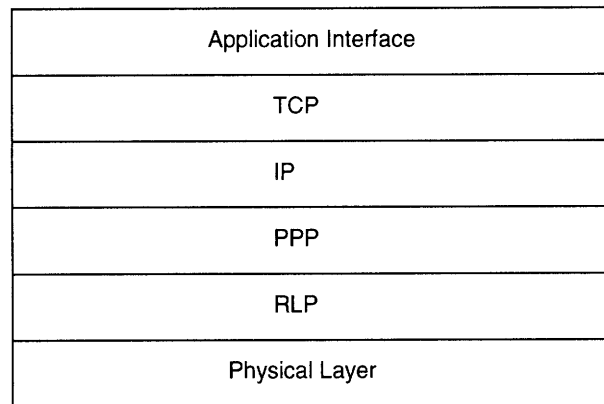 Application Interface
TCP
IP
PPP
RLP
Physical Layer